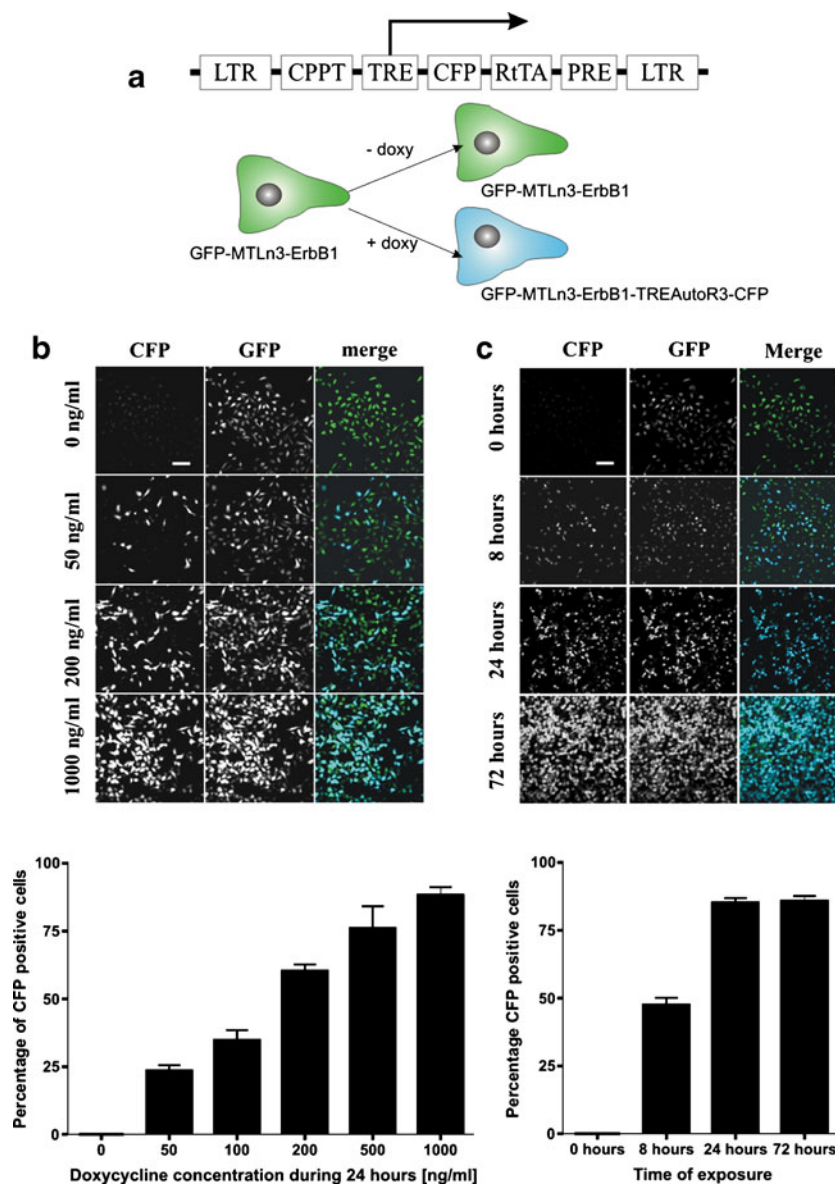 a
LTR CPPT TRE CFP RtTA PRE LTR
- doxy
GFP-MTLn3-ErbB1
GFP-MTLn3-ErbB1
+ doxy
GFP-MTLn3-ErbB1-TREAutoR3-CFP
b
CFP GFP merge
0 ng/ml
50 ng/ml
200 ng/ml
1000 ng/ml
c
CFP GFP Merge
0 hours
8 hours
24 hours
72 hours
Percentage of CFP positive cells
100
75
50
25
0
0 50 100 200 500 1000
Doxycycline concentration during 24 hours [ng/ml]
Percentage CFP positive cells
100
75
50
25
0
0 hours 8 hours 24 hours 72 hours
Time of exposure